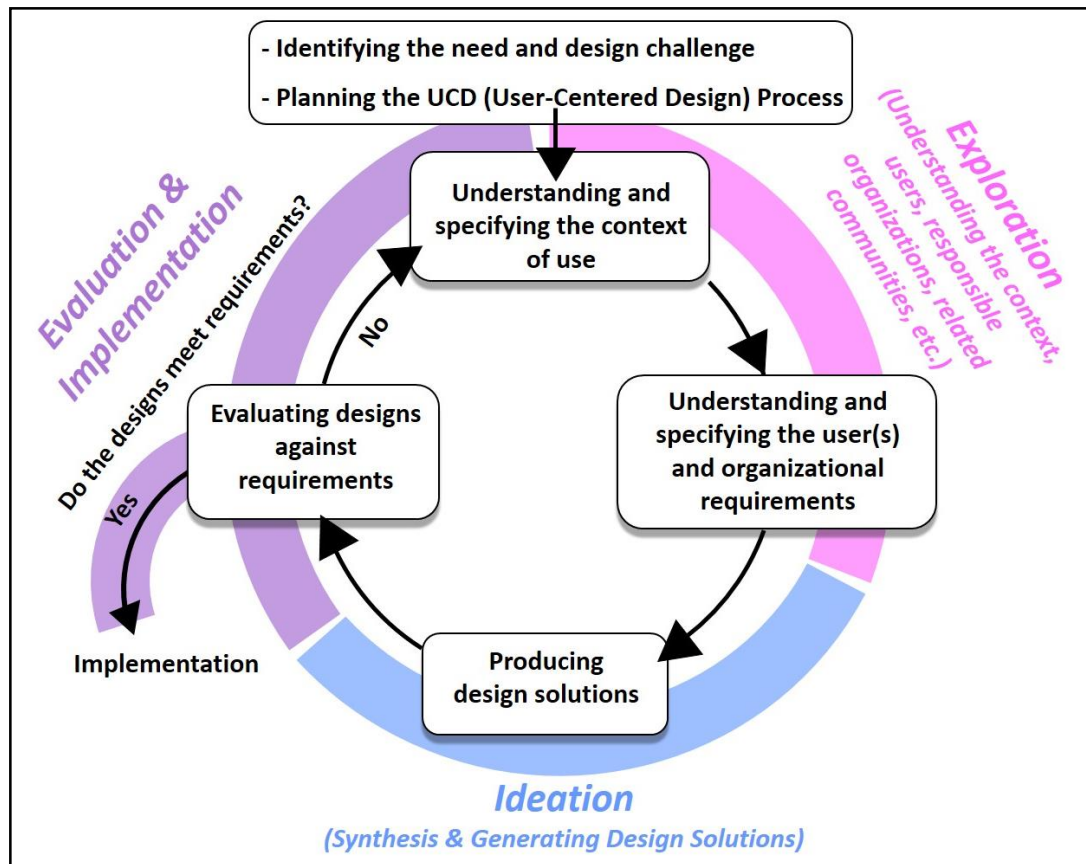 - Identifying the need and design challenge
- Planning the UCD (User-Centered Design) Process
Exploration
(Understanding the context,
users, responsible
organizations, related
communities, etc.)
Understanding and
specifying the context
of use
Understanding and
specifying the user(s)
and organizational
requirements
Producing
design solutions
Ideation
(Synthesis & Generating Design Solutions)
Evaluating designs
against
requirements
Evaluation &
Implementation
Do the designs meet requirements?
No
Yes
Implementation